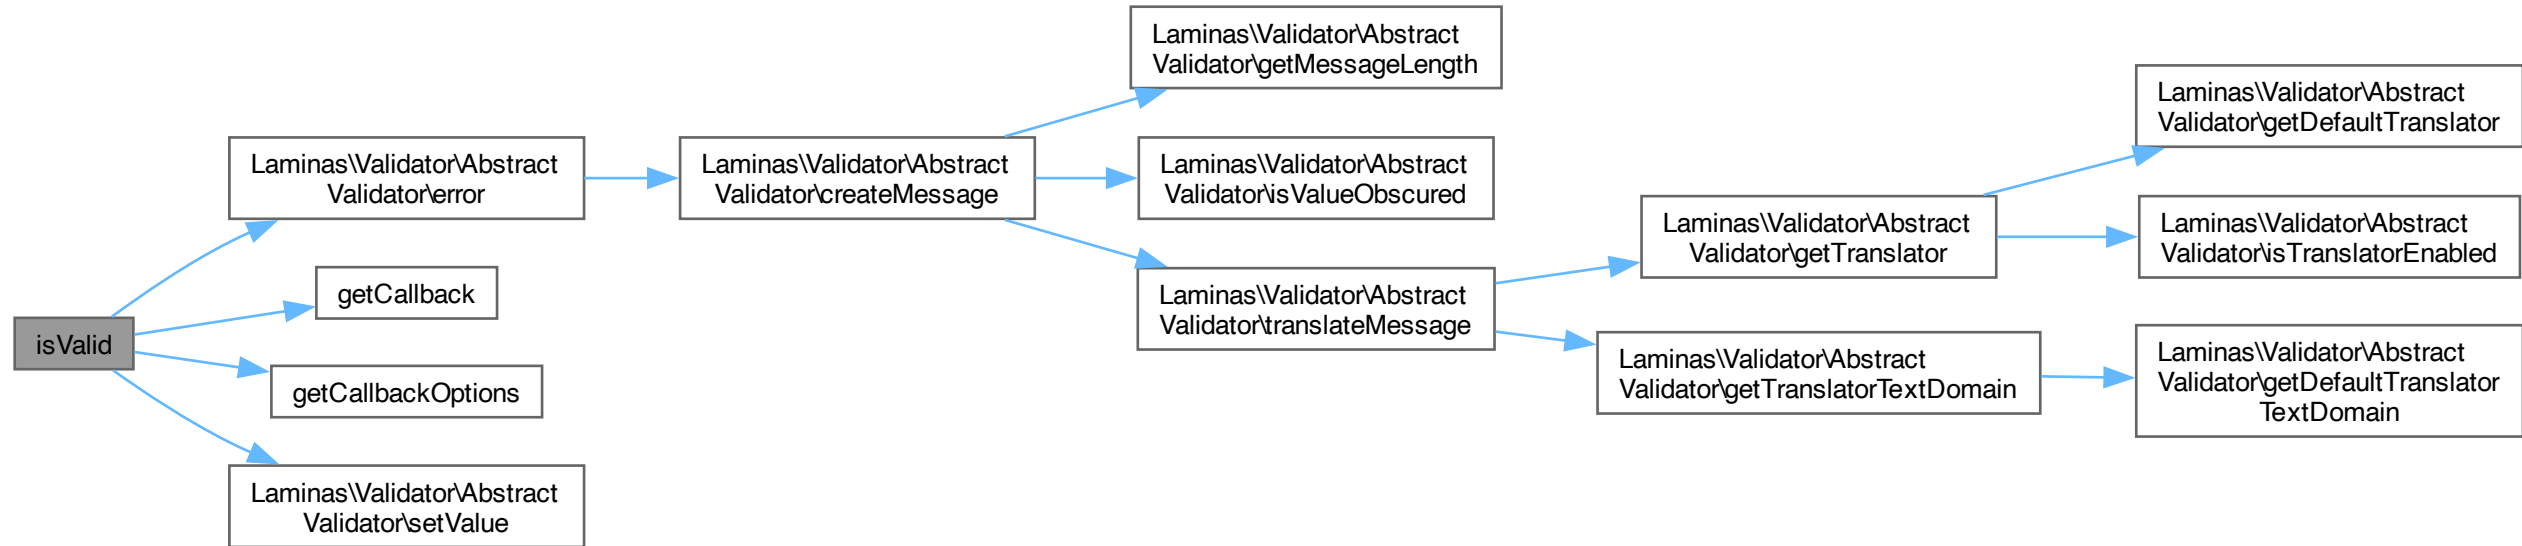 isValid
Laminas\Validator\Abstract
Validator\error
getCallback
getCallbackOptions
Laminas\Validator\Abstract
Validator\setValue
Laminas\Validator\Abstract
Validator\createMessage
Laminas\Validator\Abstract
Validator\getMessageLength
Laminas\Validator\Abstract
Validator\isValueObscured
Laminas\Validator\Abstract
Validator\translateMessage
Laminas\Validator\Abstract
Validator\getTranslator
Laminas\Validator\Abstract
Validator\getTranslatorTextDomain
Laminas\Validator\Abstract
Validator\getDefaultTranslator
Laminas\Validator\Abstract
Validator\isTranslatorEnabled
Laminas\Validator\Abstract
Validator\getDefaultTranslator
TextDomain